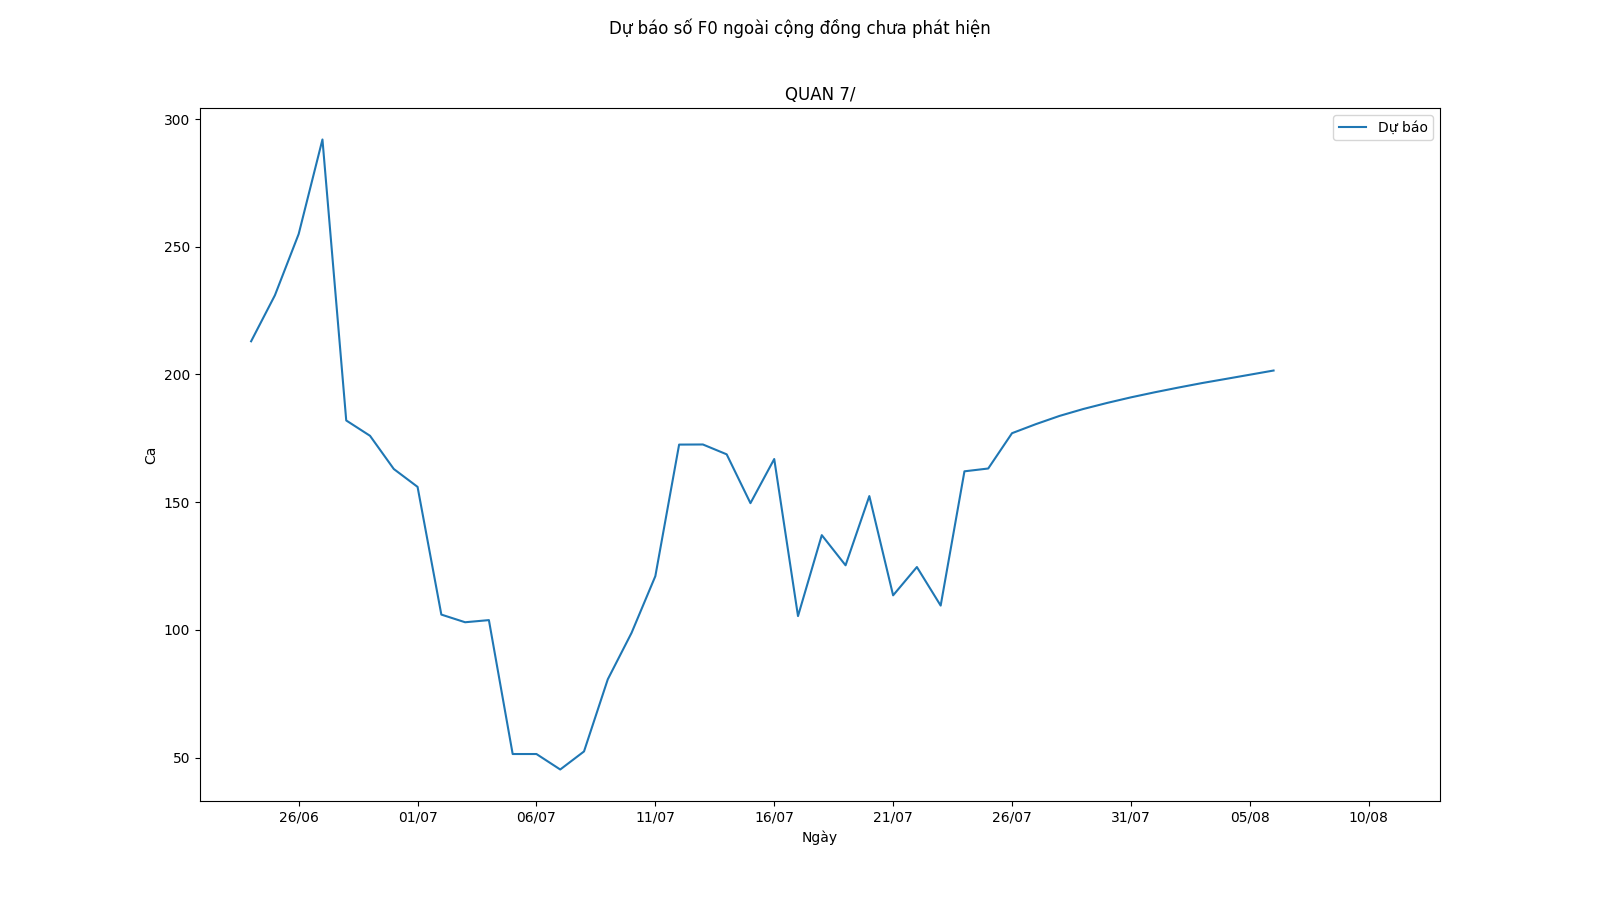 Dự báo số F0 ngoài cộng đồng chưa phát hiện
QUAN 7/
Dự báo
300
250
200
150
100
50
Ca
26/06 01/07 06/07 11/07 16/07 21/07 26/07 31/07 05/08 10/08
Ngày